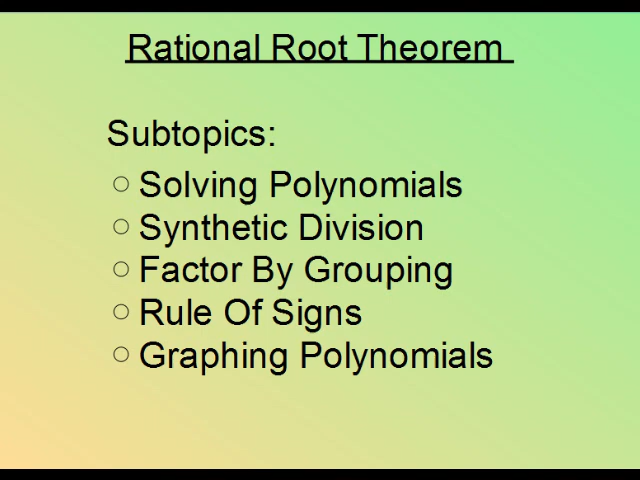 Rational Root Theorem
Subtopics:
Solving Polynomials
Synthetic Division
Factor By Grouping
Rule Of Signs
Graphing Polynomials